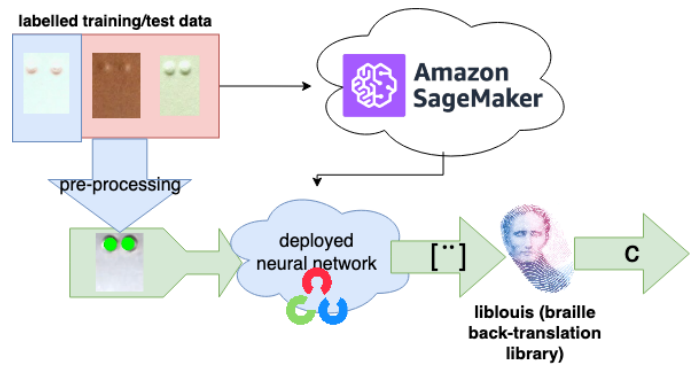 labelled training/test data
Amazon
SageMaker
pre-processing
deployed
neural network
[⠉]
C
liblouis (braille
back-translation
library)